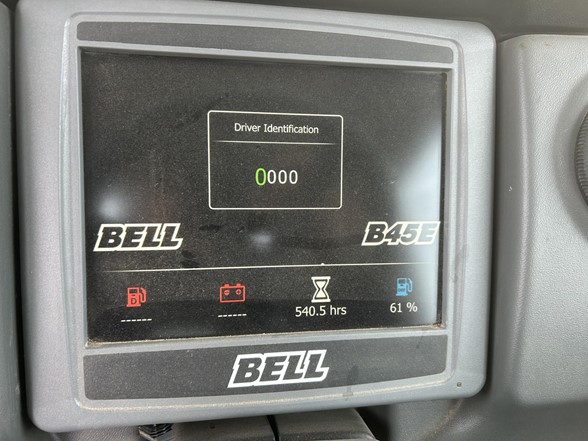 Driver Identification
0000
BELL
B45E
D
------
------
540.5 hrs
61 %
BELL